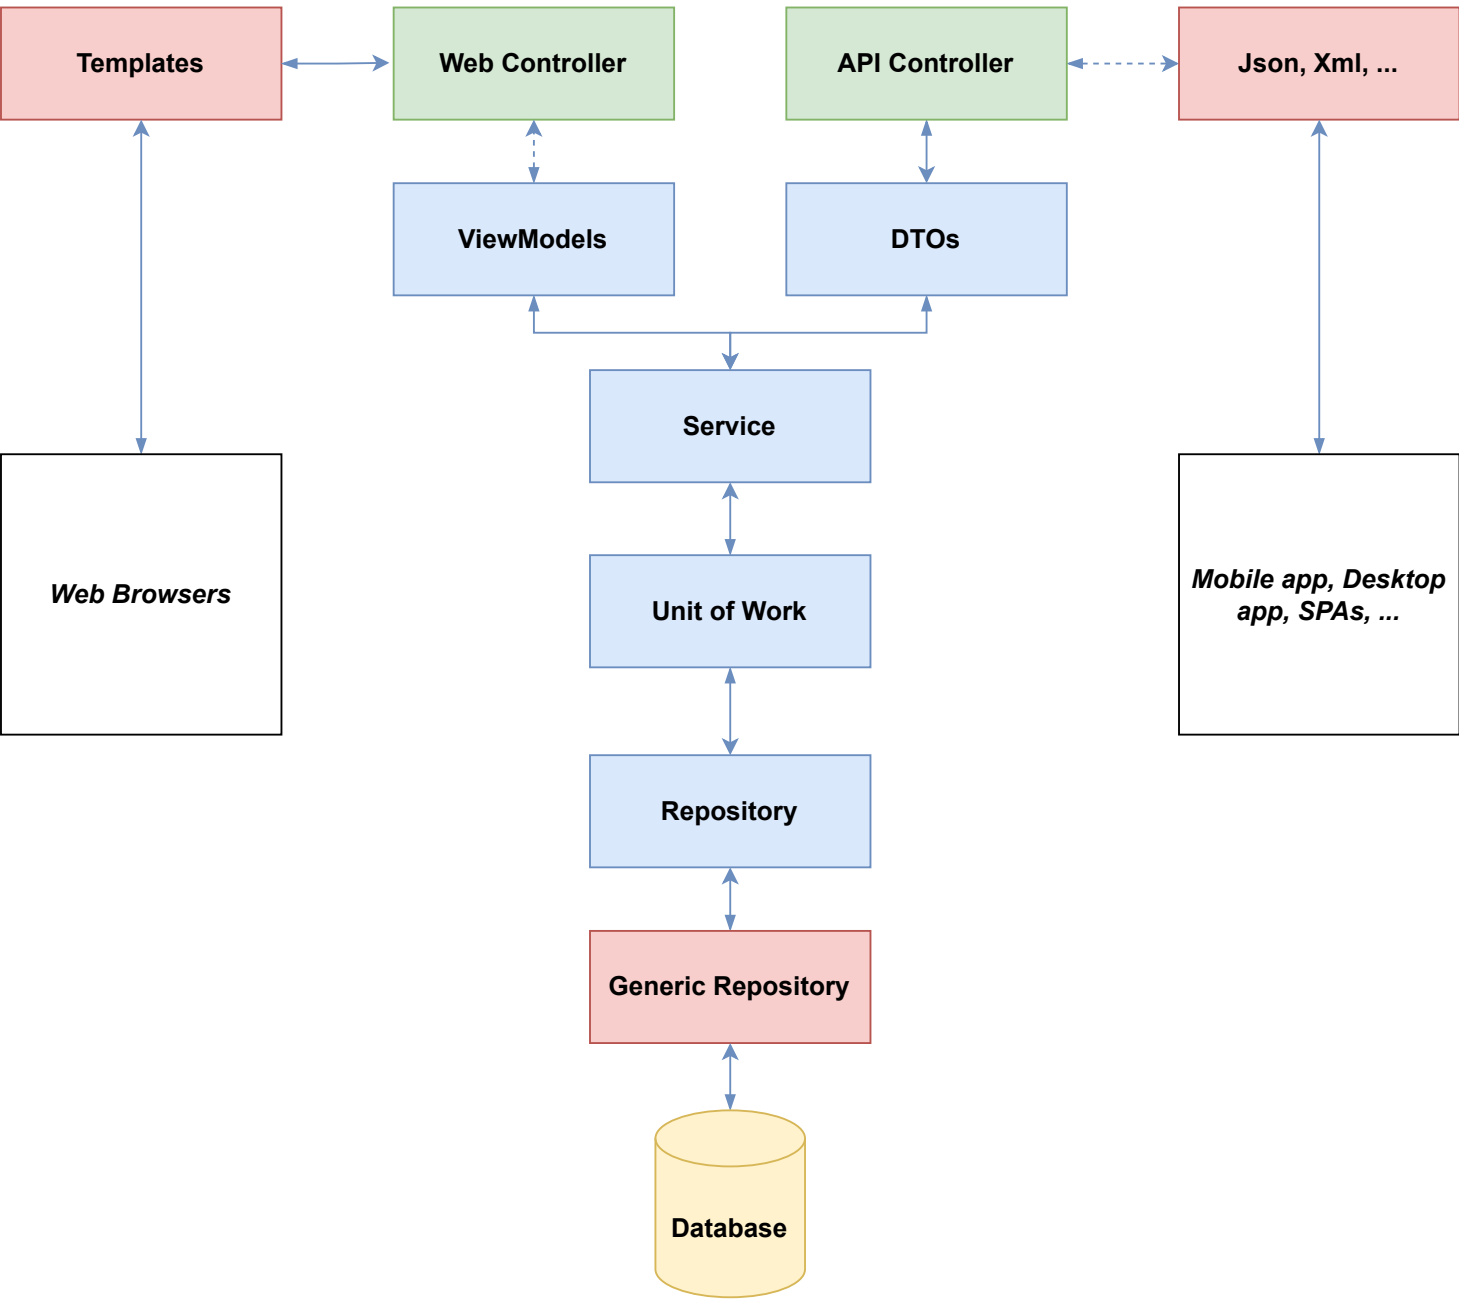 Templates
Web Controller
API Controller
Json, Xml, ...
ViewModels
DTOs
Service
Web Browsers
Mobile app, Desktop
app, SPAs, ...
Unit of Work
Repository
Generic Repository
Database